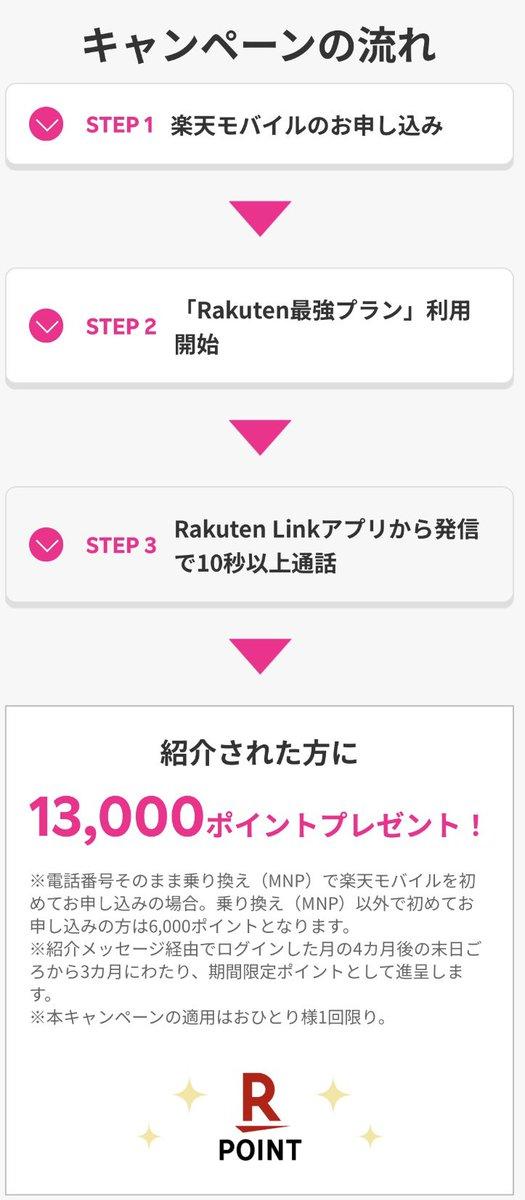 キャンペーンの流れ
STEP 1 楽天モバイルのお申し込み
STEP 2 「Rakuten最強プラン」利用
開始
STEP 3 Rakuten Linkアプリから発信
で10秒以上通話
紹介された方に
13,000ポイントプレゼント！
※電話番号そのまま乗り換え（MNP）で楽天モバイルを初
めてお申し込みの場合。乗り換え（MNP）以外で初めてお
申し込みの方は6,000ポイントとなります。
※紹介メッセージ経由でログインした月の4カ月後の末日ご
ろから3カ月にわたり、期間限定ポイントとして進呈しま
す。
※本キャンペーンの適用はおひとり様1回限り。
R
POINT